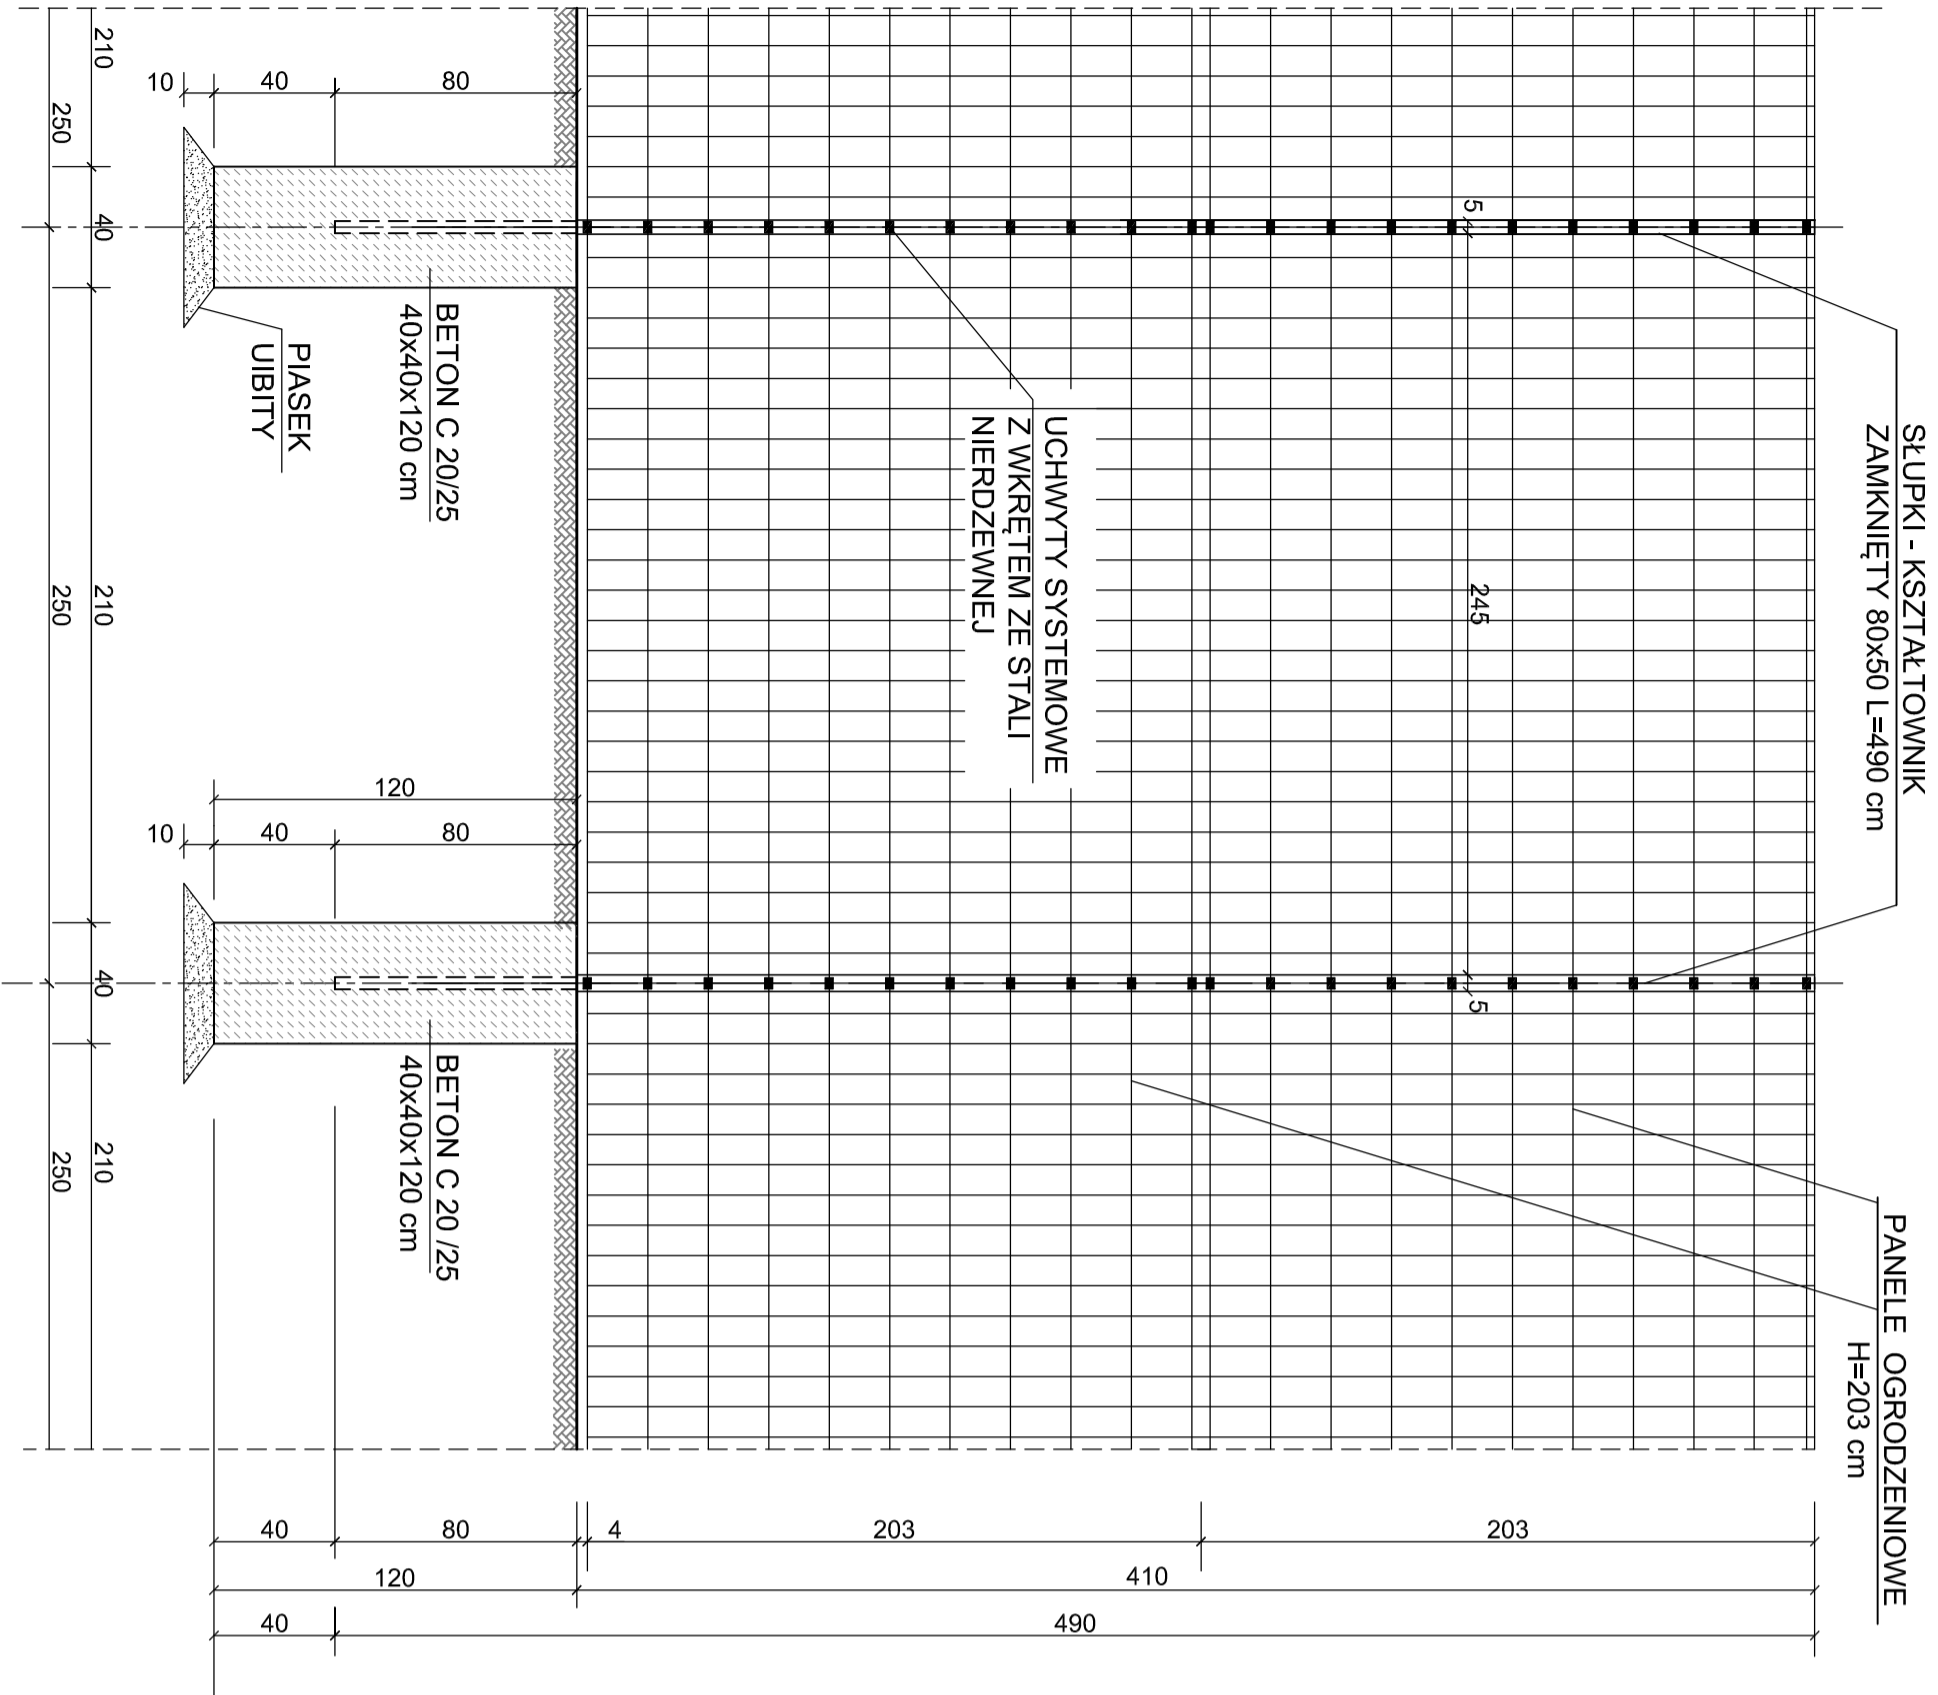 SŁUPKI - KSZTAŁTOWNIK
ZAMKNIĘTY 80x50 L=490 cm
PANELE OGRODZENIOWE
H=203 cm
UCHWYTY SYSTEMOWE
Z WKRĘTEM ZE STALI
NIERDZEWNEJ
5
245
5
BETON C 20/25
40x40x120 cm
BETON C 20 /25
40x40x120 cm
PIASEK
UIBITY
10
40
80
120
10
40
80
210
40
210
40
210
250
250
250
40
80
4
203
203
120
410
40
490